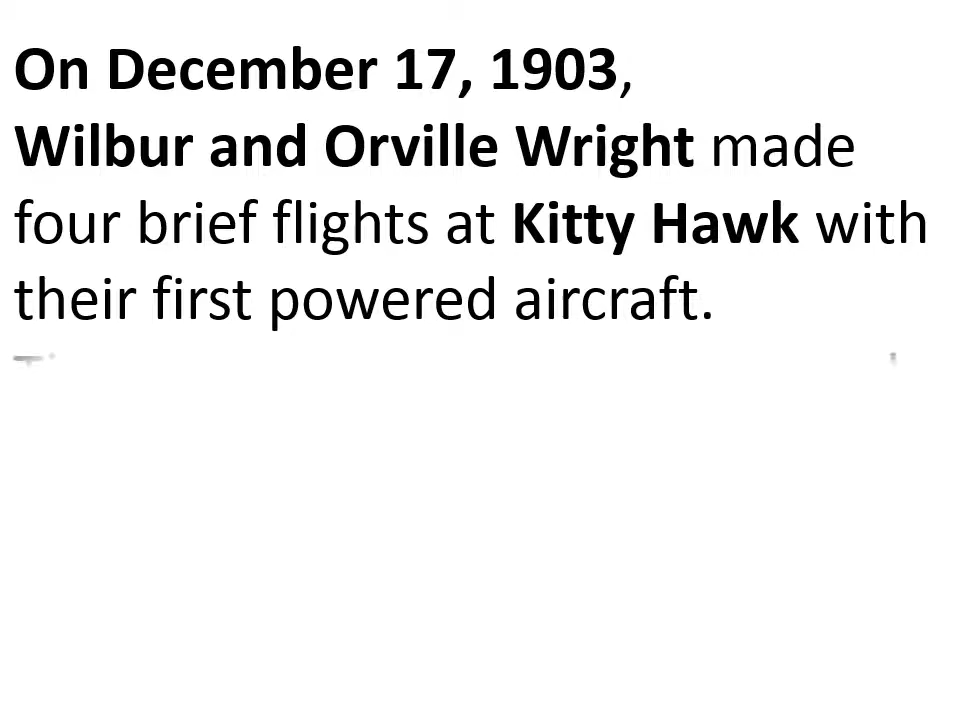 On December 17, 1903,
Wilbur and Orville Wright made
four brief flights at Kitty Hawk with
their first powered aircraft.